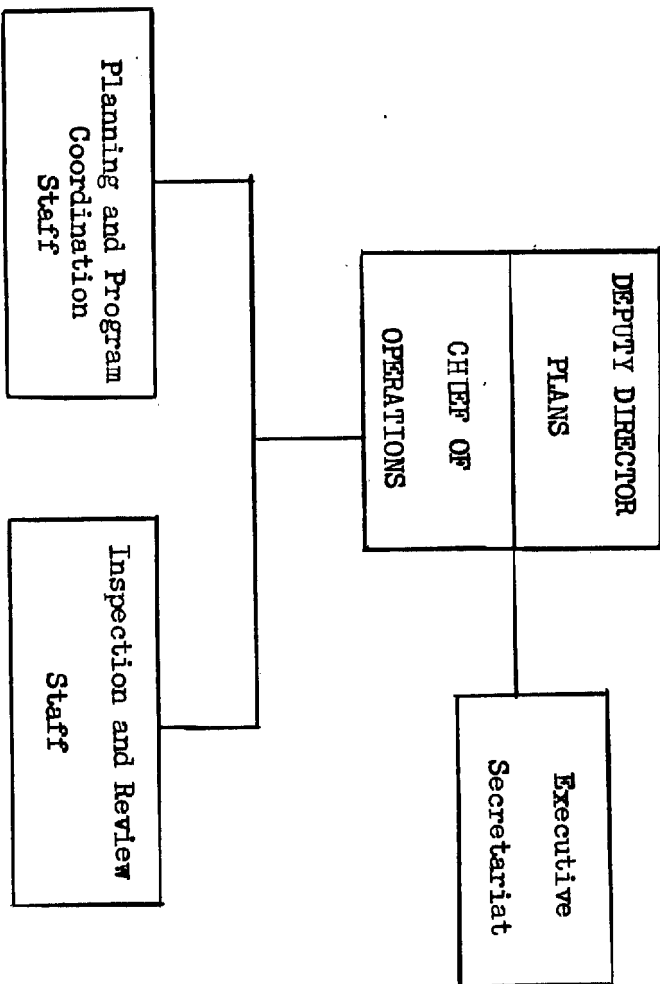 DEPUTY DIRECTOR
PLANS
CHIEF OF
OPERATIONS
Executive
Secretariat
Planning and Program
Coordination
Staff
Inspection and Review
Staff